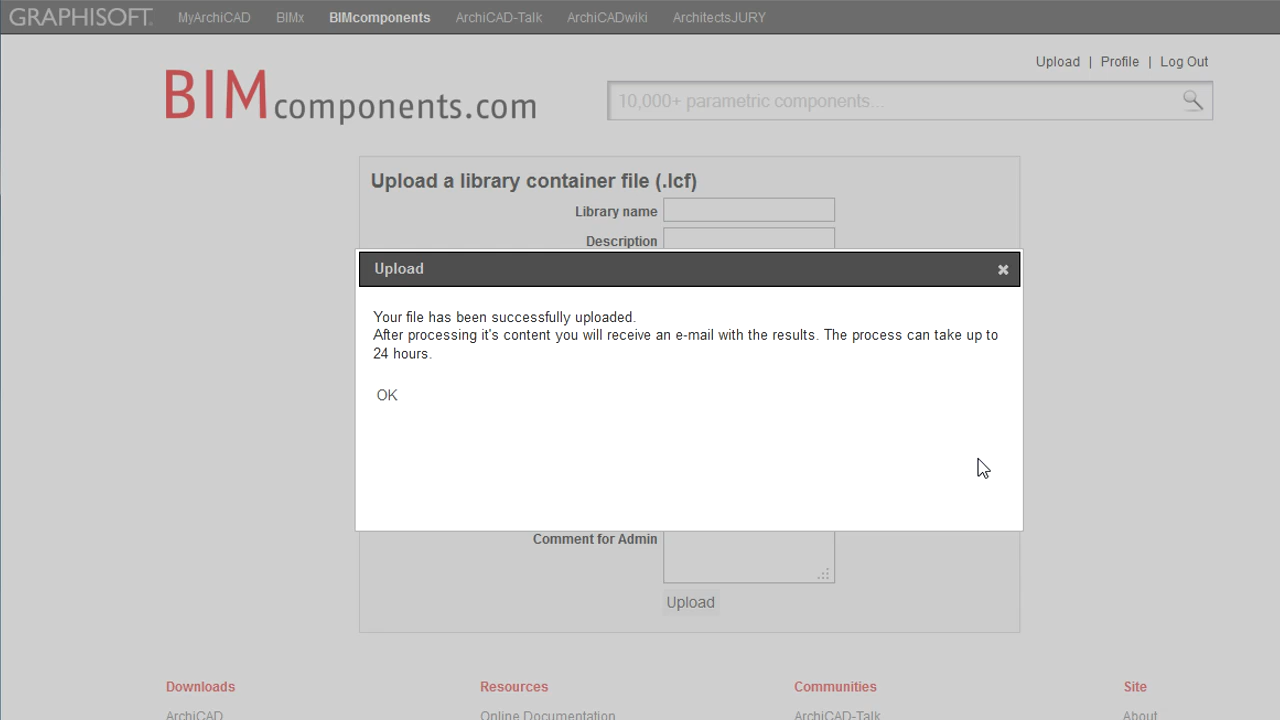 GRAPHISOFT. MyArchiCAD BIMx BIMcomponents ArchiCAD-Talk ArchiCADwiki ArchitectsJURY
Upload | Profile | Log Out
BIMcomponents.com
10,000+ parametric components...
Upload a library container file (.lcf)
Library name
Description
Upload
Your file has been successfully uploaded.
After processing it's content you will receive an e-mail with the results. The process can take up to
24 hours.
OK
Comment for Admin
Upload
Downloads Resources Communities Site
ArchiCAD Online Documentation ArchiCAD-Talk About